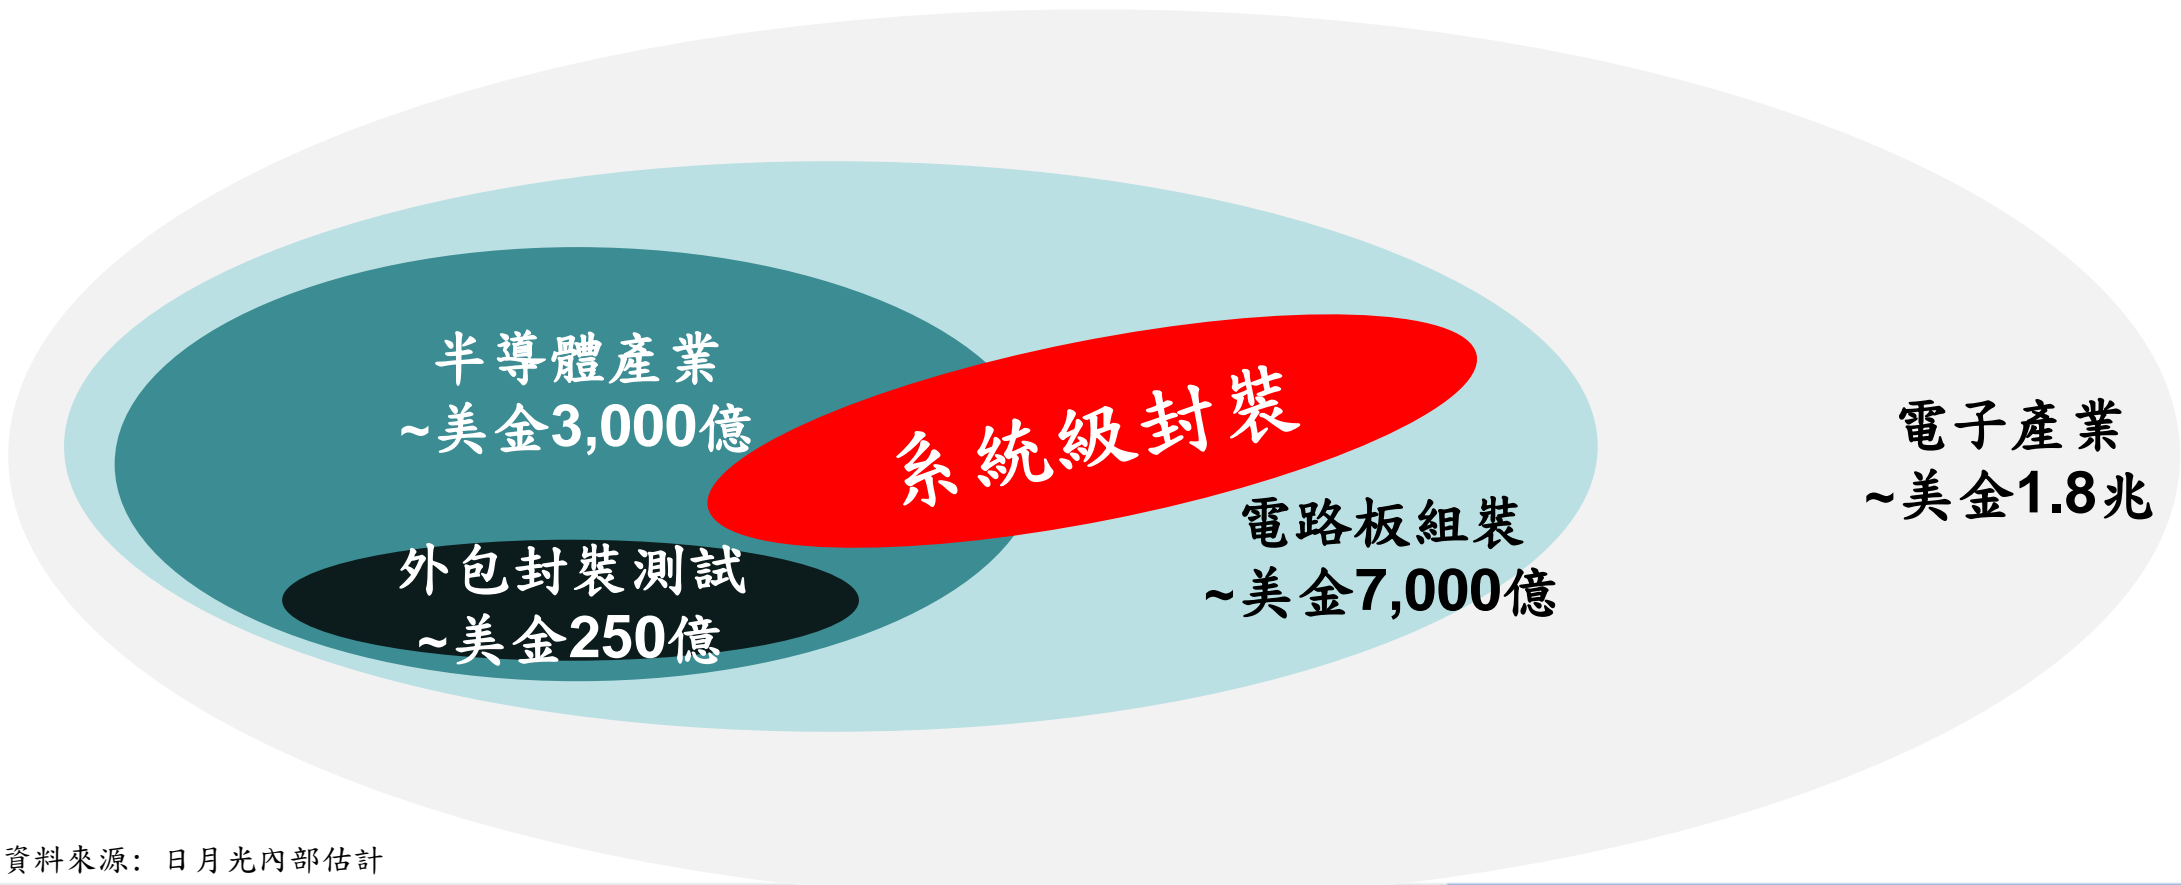 半導體產業
~美金3,000億
系統級封裝
外包封裝測試
~美金250億
電路板組裝
~美金7,000億
電子產業
~美金1.8兆
資料來源: 日月光內部估計